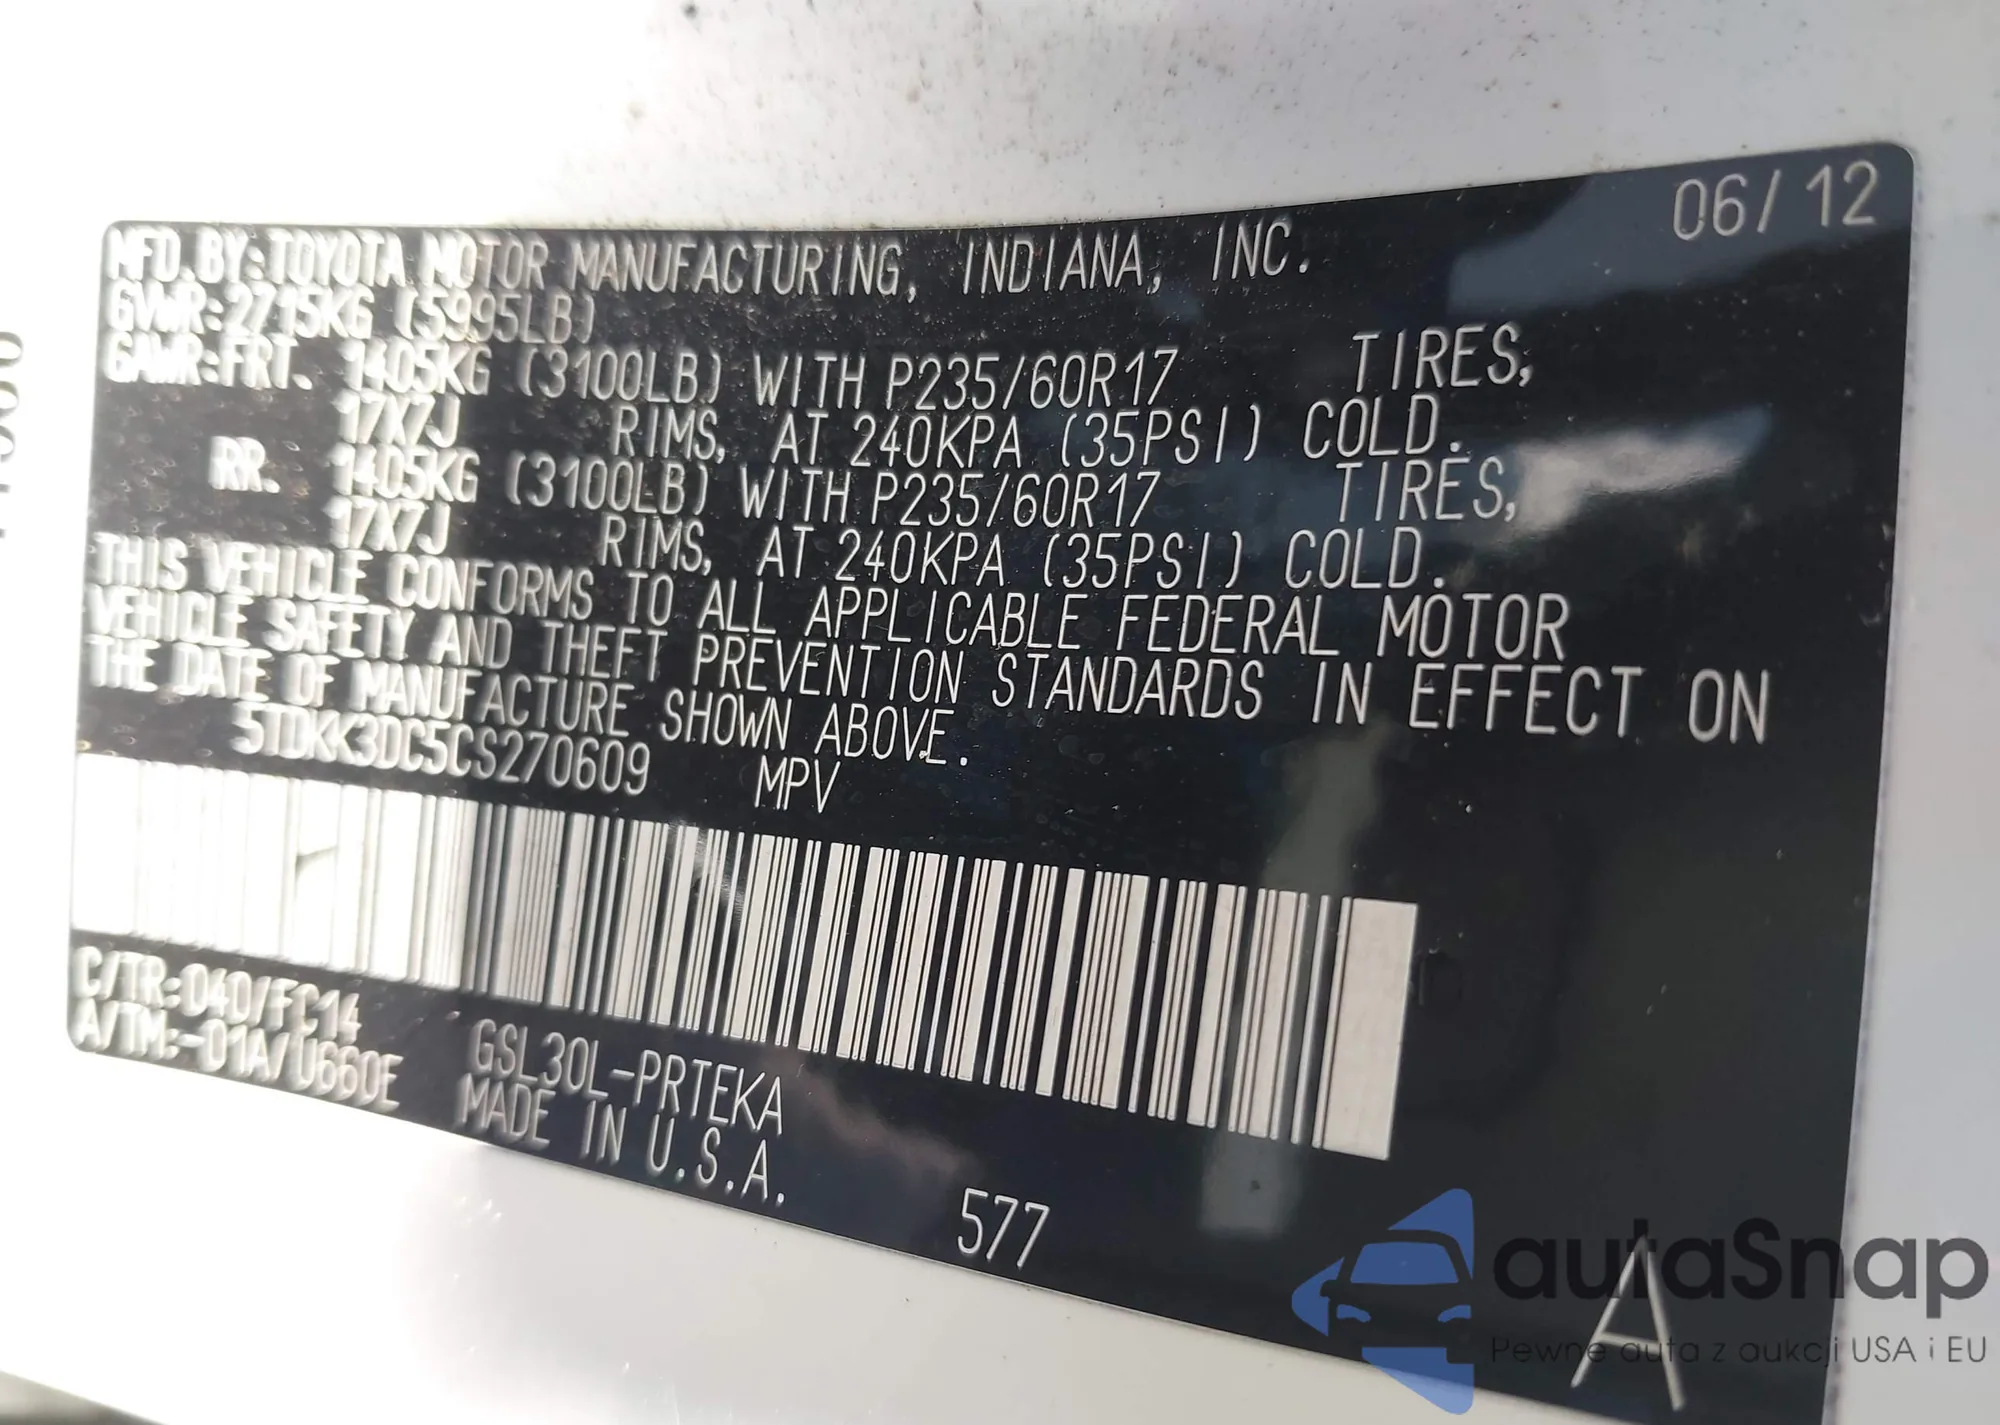 06/12
MFD.BY:TOYOTA MOTOR MANUFACTURING, INDIANA, INC.
GVWR:2715KG (5995LB)
GAWR:FRT. 1405KG (3100LB) WITH P235/60R17 TIRES,
17X7J RIMS, AT 240KPA (35PSI) COLD.
RR. 1405KG (3100LB) WITH P235/60R17 TIRES,
17X7J RIMS, AT 240KPA (35PSI) COLD.
THIS VEHICLE CONFORMS TO ALL APPLICABLE FEDERAL MOTOR
VEHICLE SAFETY AND THEFT PREVENTION STANDARDS IN EFFECT ON
THE DATE OF MANUFACTURE SHOWN ABOVE.
5TDKK3DC5CS270609 MPV
C/TR:040/FC14 GSL30L-PRTEKA
A/TM:-01A/U660E MADE IN U.S.A.
577
A
autaSnap
Pewne auta z aukcji USA i EU